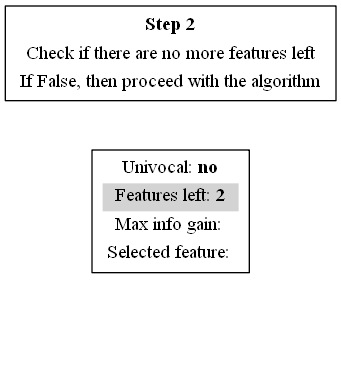 Step 2
Check if there are no more features left
If False, then proceed with the algorithm
Univocal: no
Features left: 2
Max info gain:
Selected feature: